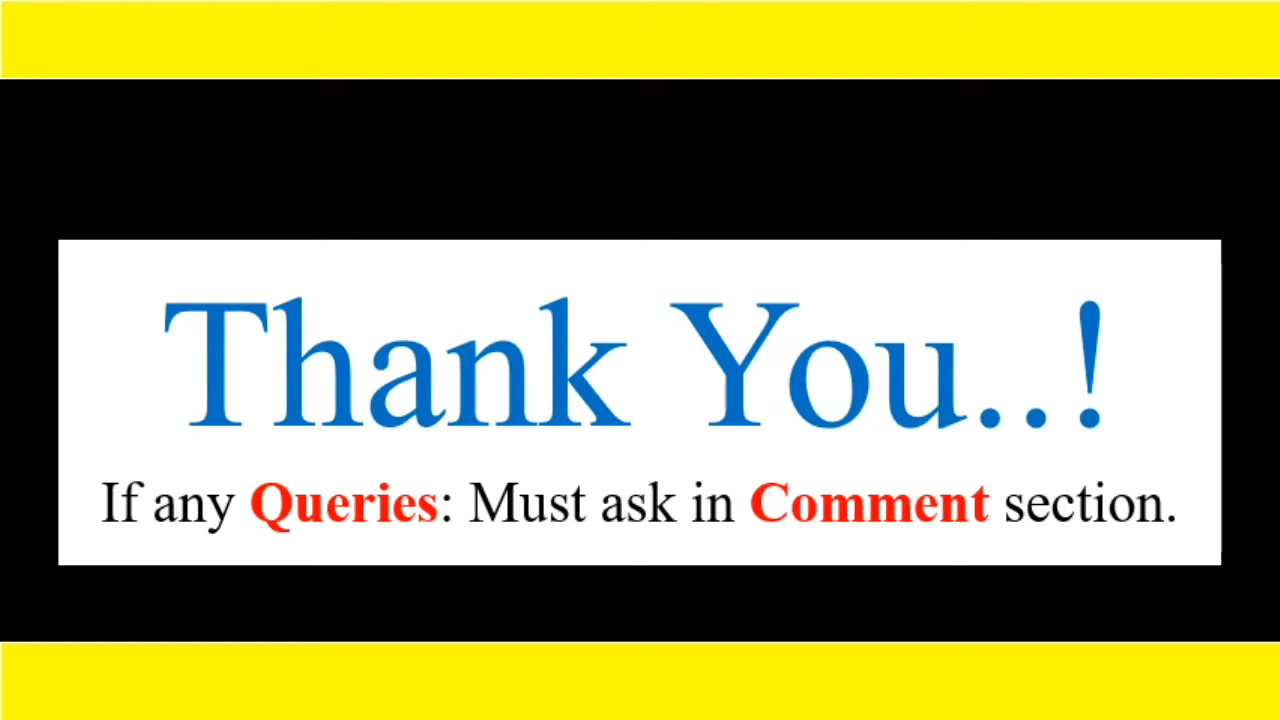 Thank You..!
If any Queries: Must ask in Comment section.